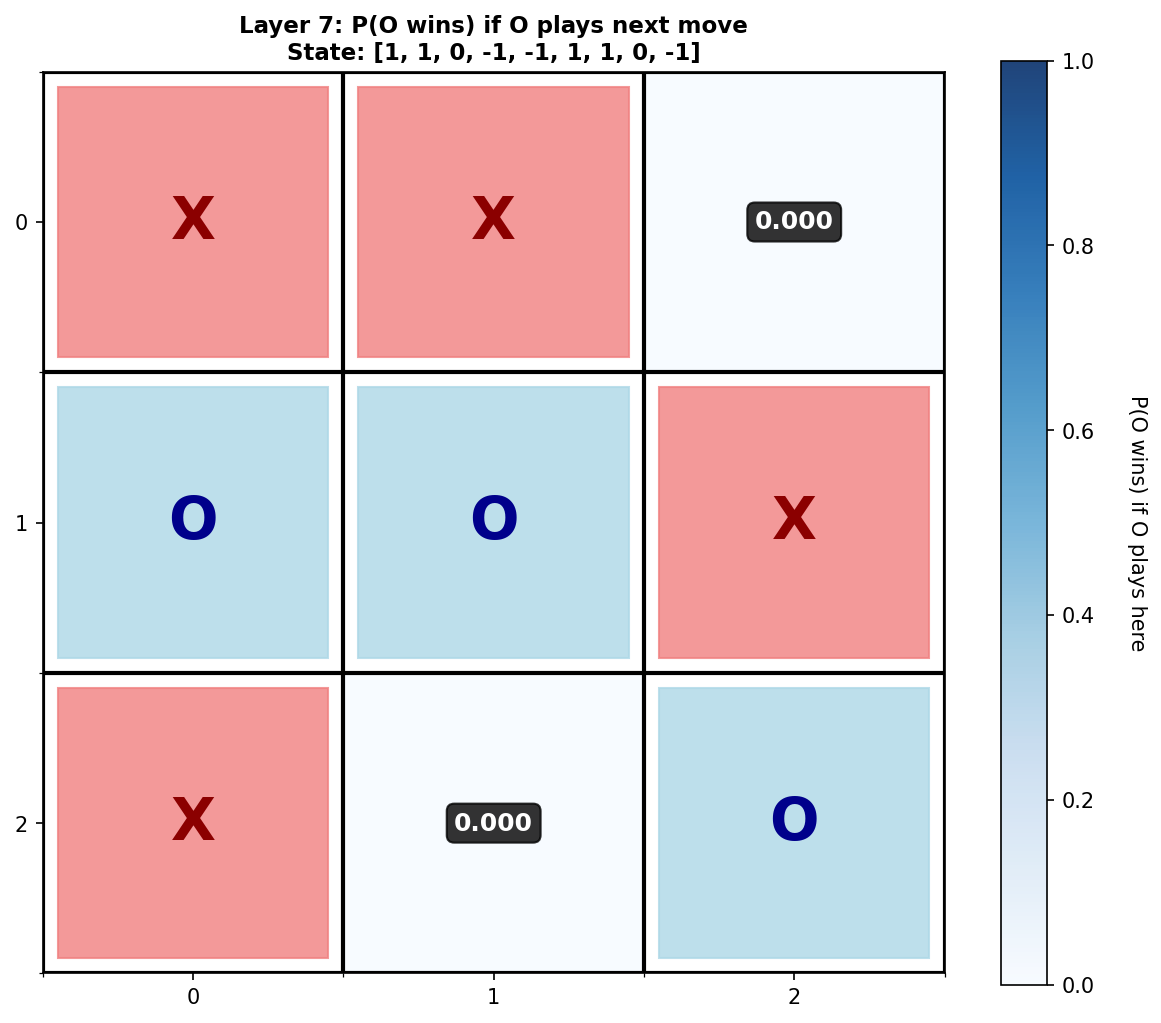 Layer 7: P(O wins) if O plays next move
State: [1, 1, 0, -1, -1, 1, 1, 0, -1]
0
X
X
0.000
1
O
O
X
2
X
0.000
O
0
1
2
1.0
0.8
0.6
0.4
0.2
0.0
P(O wins) if O plays here